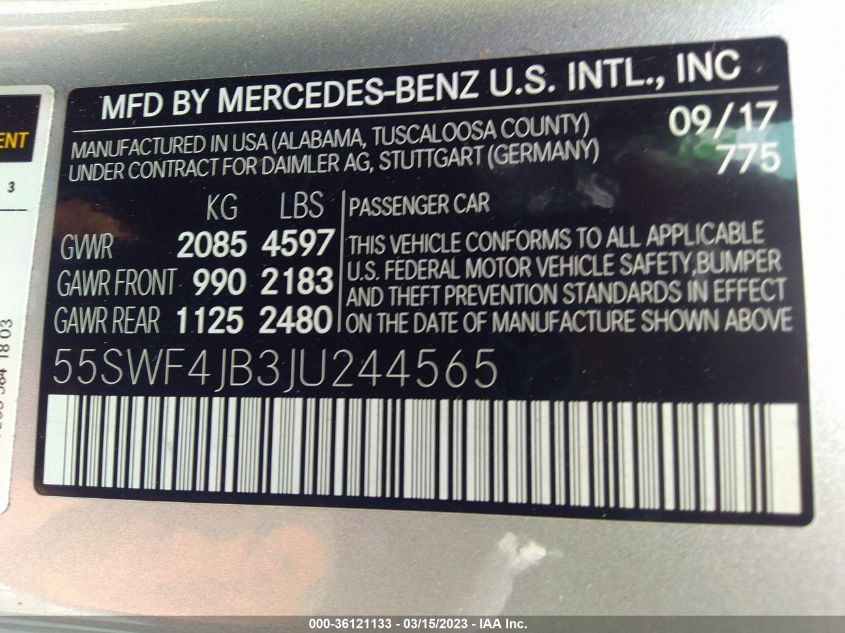 MFD BY MERCEDES-BENZ U.S. INTL., INC
MANUFACTURED IN USA (ALABAMA, TUSCALOOSA COUNTY) 09/17
UNDER CONTRACT FOR DAIMLER AG, STUTTGART (GERMANY) 775
KG LBS PASSENGER CAR
GVWR 2085 4597 THIS VEHICLE CONFORMS TO ALL APPLICABLE
GAWR FRONT 990 2183 U.S. FEDERAL MOTOR VEHICLE SAFETY,BUMPER
AND THEFT PREVENTION STANDARDS IN EFFECT
GAWR REAR 1125 2480 ON THE DATE OF MANUFACTURE SHOWN ABOVE
55SWF4JB3JU244565
ENT
3
584 18 03
000-36121133 - 03/15/2023 - IAA Inc.